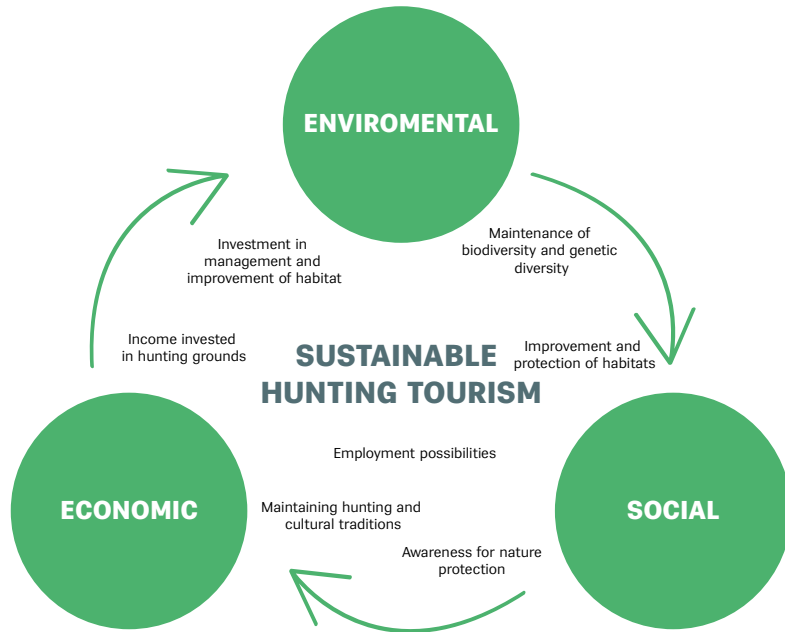 ENVIROMENTAL
Investment in
management and
improvement of habitat
Maintenance of
biodiversity and genetic
diversity
Income invested
in hunting grounds
SUSTAINABLE
HUNTING TOURISM
Improvement and
protection of habitats
Employment possibilities
ECONOMIC
Maintaining hunting and
cultural traditions
SOCIAL
Awareness for nature
protection